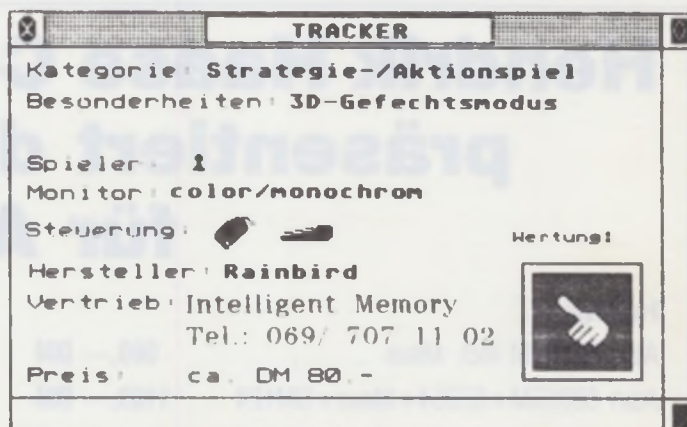 TRACKER
Kategorie: Strategie-/Aktionspiel
Besonderheiten: 3D-Gefechtsmodus
Spieler: 1
Monitor: color/monochrom
Steuerung:
Wertung:
Hersteller: Rainbird
Vertrieb: Intelligent Memory
Tel.: 069/ 707 11 02
Preis: ca. DM 80.-